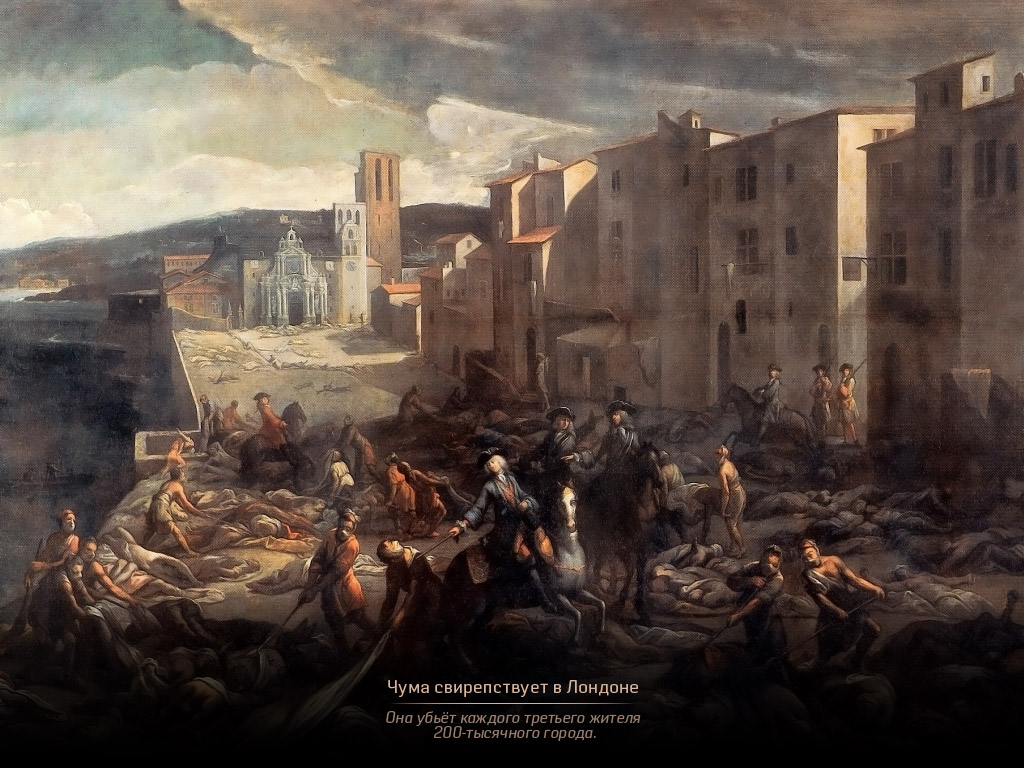 Чума свирепствует в Лондоне
Она убьёт каждого третьего жителя
200-тысячного города.